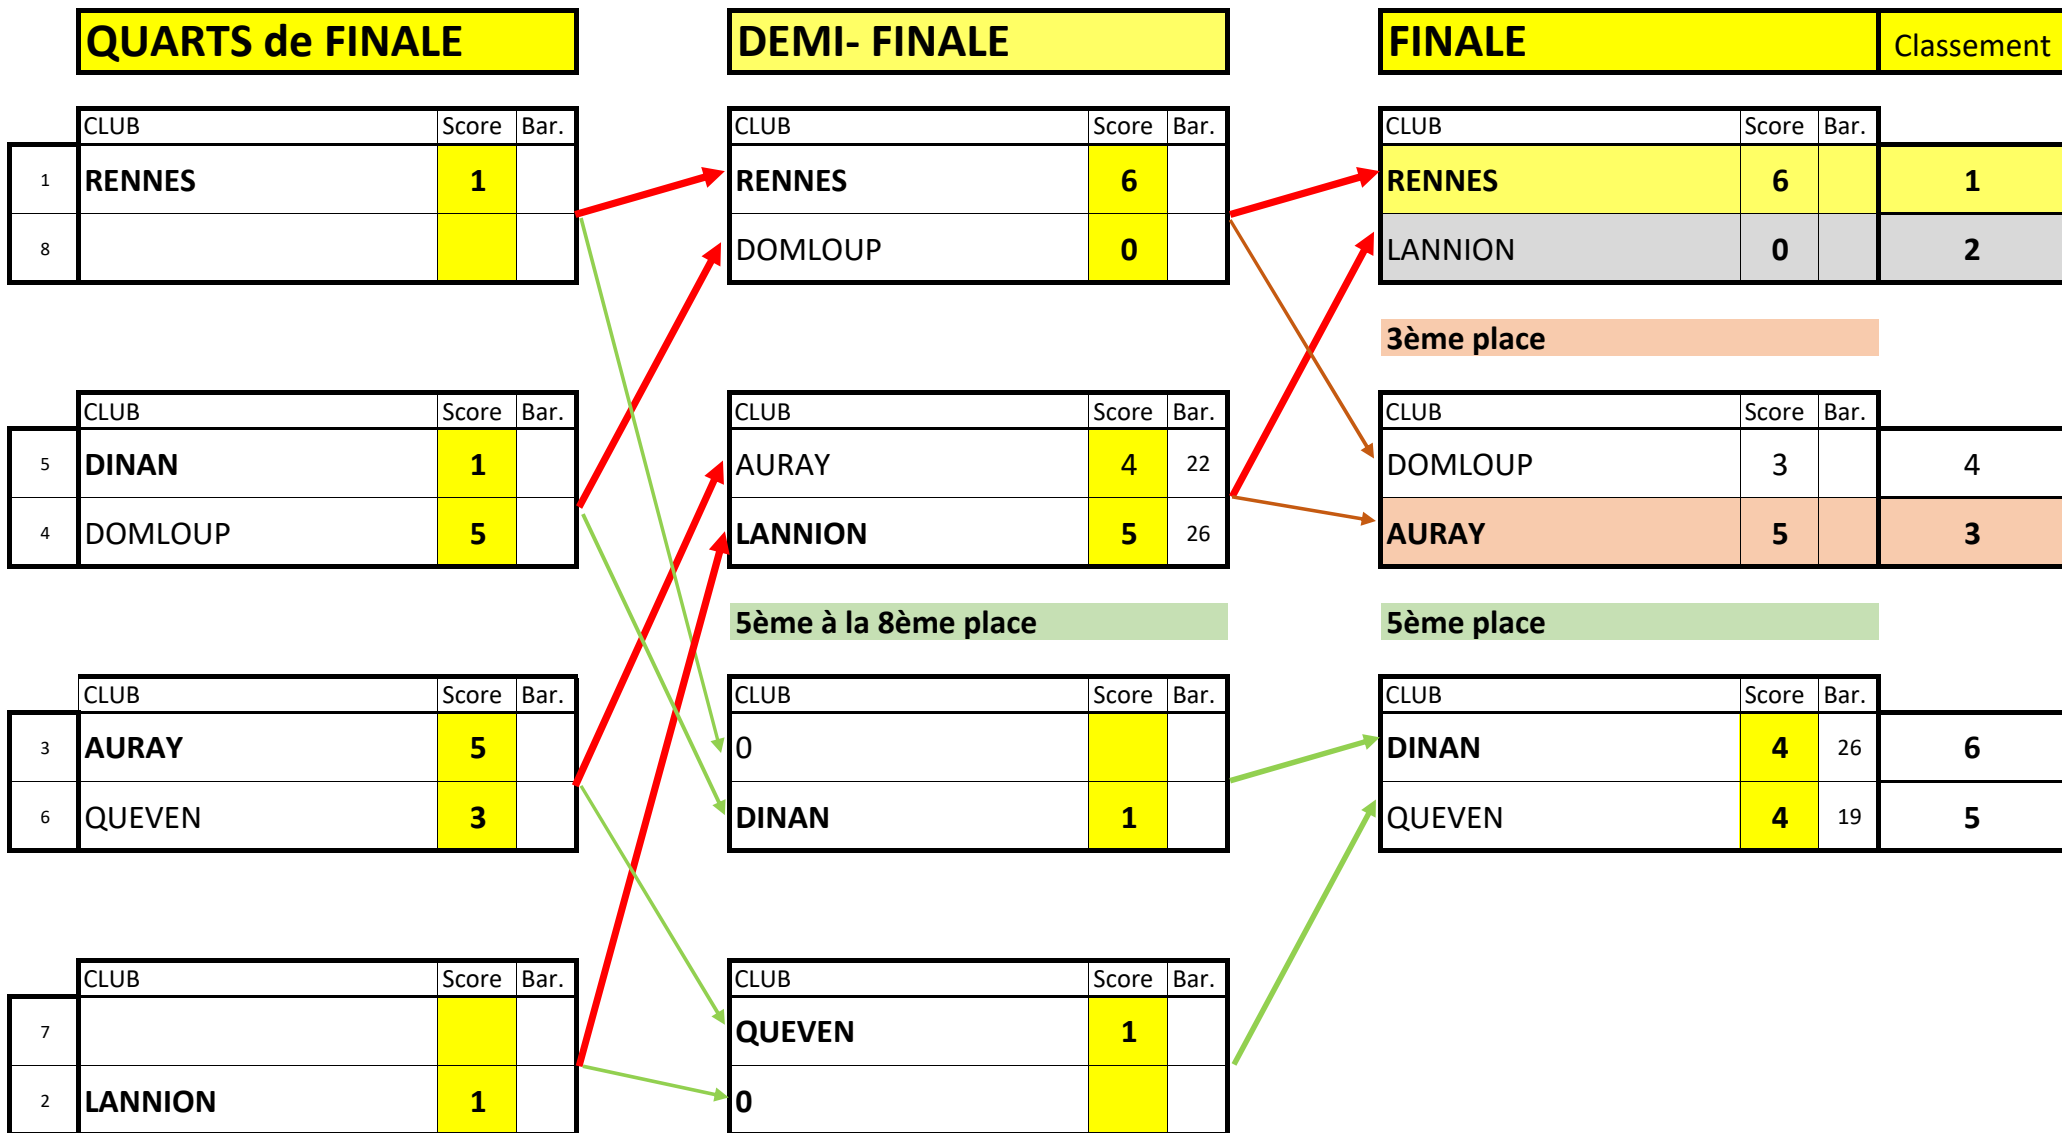 QUARTS de FINALE DEMI- FINALE FINALE Classement
CLUB Score Bar. CLUB Score Bar. CLUB Score Bar.
1 RENNES 1 RENNES 6 RENNES 6 1
8 DOMLOUP 0 LANNION 0 2
3ème place
CLUB Score Bar. CLUB Score Bar. CLUB Score Bar.
5 DINAN 1 AURAY 4 22 DOMLOUP 3 4
4 DOMLOUP 5 LANNION 5 26 AURAY 5 3
5ème à la 8ème place 5ème place
CLUB Score Bar. CLUB Score Bar. CLUB Score Bar.
3 AURAY 5 0 DINAN 4 26 6
6 QUEVEN 3 DINAN 1 QUEVEN 4 19 5
CLUB Score Bar. CLUB Score Bar.
7 QUEVEN 1
2 LANNION 1 0